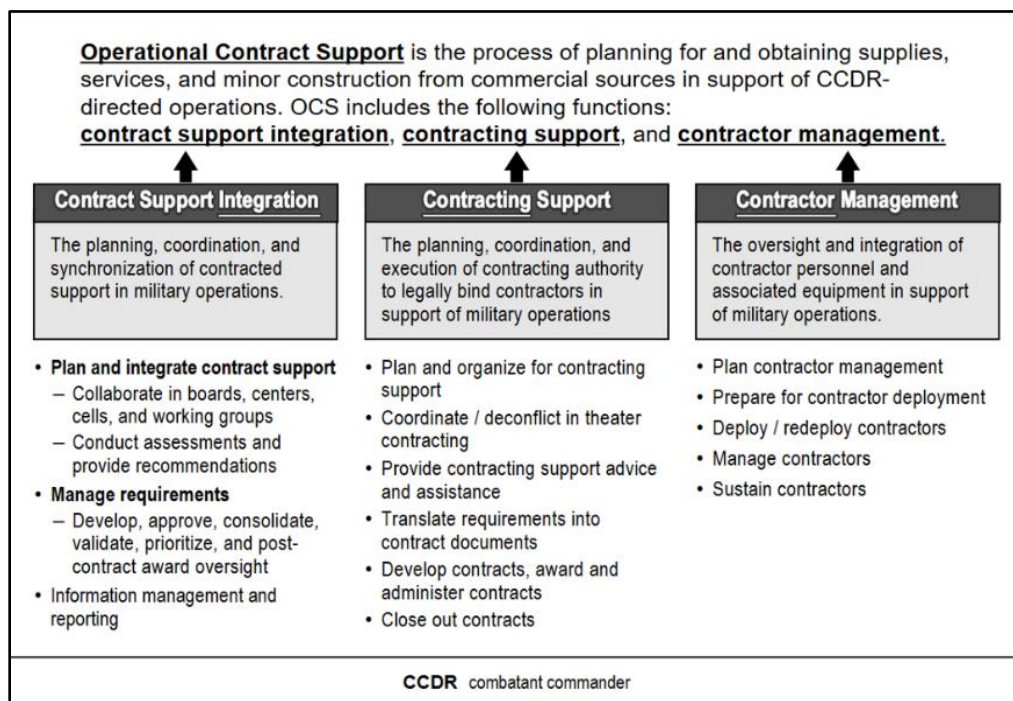 Operational Contract Support is the process of planning for and obtaining supplies,
services, and minor construction from commercial sources in support of CCDR-
directed operations. OCS includes the following functions:
contract support integration, contracting support, and contractor management.
Contract Support Integration
The planning, coordination, and
synchronization of contracted
support in military operations.
• Plan and integrate contract support
– Collaborate in boards, centers,
cells, and working groups
– Conduct assessments and
provide recommendations
• Manage requirements
– Develop, approve, consolidate,
validate, prioritize, and post-
contract award oversight
• Information management and
reporting
Contracting Support
The planning, coordination, and
execution of contracting authority
to legally bind contractors in
support of military operations
• Plan and organize for contracting
support
• Coordinate / deconflict in theater
contracting
• Provide contracting support advice
and assistance
• Translate requirements into
contract documents
• Develop contracts, award and
administer contracts
• Close out contracts
Contractor Management
The oversight and integration of
contractor personnel and
associated equipment in support
of military operations.
• Plan contractor management
• Prepare for contractor deployment
• Deploy / redeploy contractors
• Manage contractors
• Sustain contractors
CCDR combatant commander